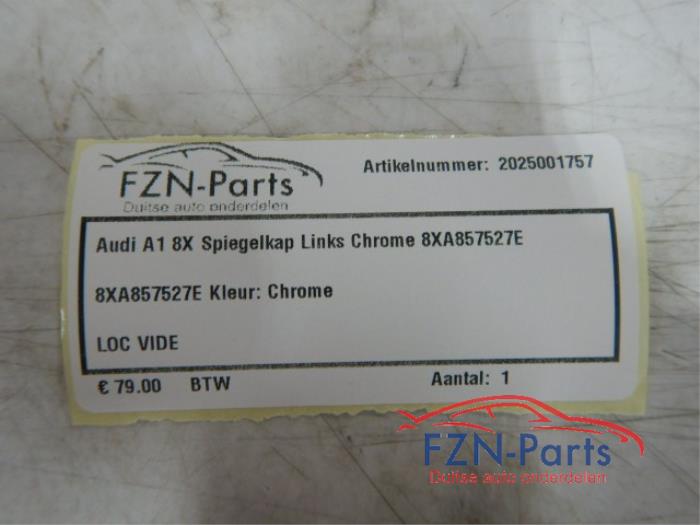 FZN-Parts
Duitse auto onderdelen
Artikelnummer: 2025001757
Audi A1 8X Spiegelkap Links Chrome 8XA857527E
8XA857527E Kleur: Chrome
LOC VIDE
€ 79.00 BTW Aantal: 1
FZN-Parts
Duitse auto onderdelen